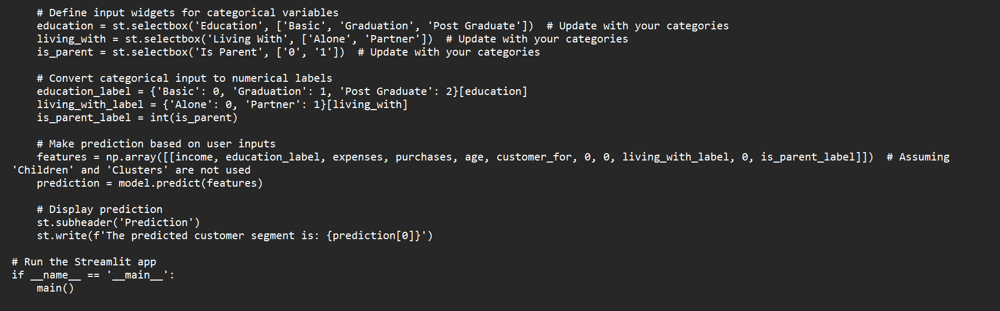 # Define input widgets for categorical variables
education = st.selectbox('Education', ['Basic', 'Graduation', 'Post Graduate'])  # Update with your categories
living_with = st.selectbox('Living With', ['Alone', 'Partner'])  # Update with your categories
is_parent = st.selectbox('Is Parent', ['0', '1'])  # Update with your categories
# Convert categorical input to numerical labels
education_label = {'Basic': 0, 'Graduation': 1, 'Post Graduate': 2}[education]
living_with_label = {'Alone': 0, 'Partner': 1}[living_with]
is_parent_label = int(is_parent)
# Make prediction based on user inputs
features = np.array([[income, education_label, expenses, purchases, age, customer_for, 0, 0, living_with_label, 0, is_parent_label]])  # Assuming
'Children' and 'Clusters' are not used
prediction = model.predict(features)
# Display prediction
st.subheader('Prediction')
st.write(f'The predicted customer segment is: {prediction[0]}')
# Run the Streamlit app
if __name__ == '__main__':
main()